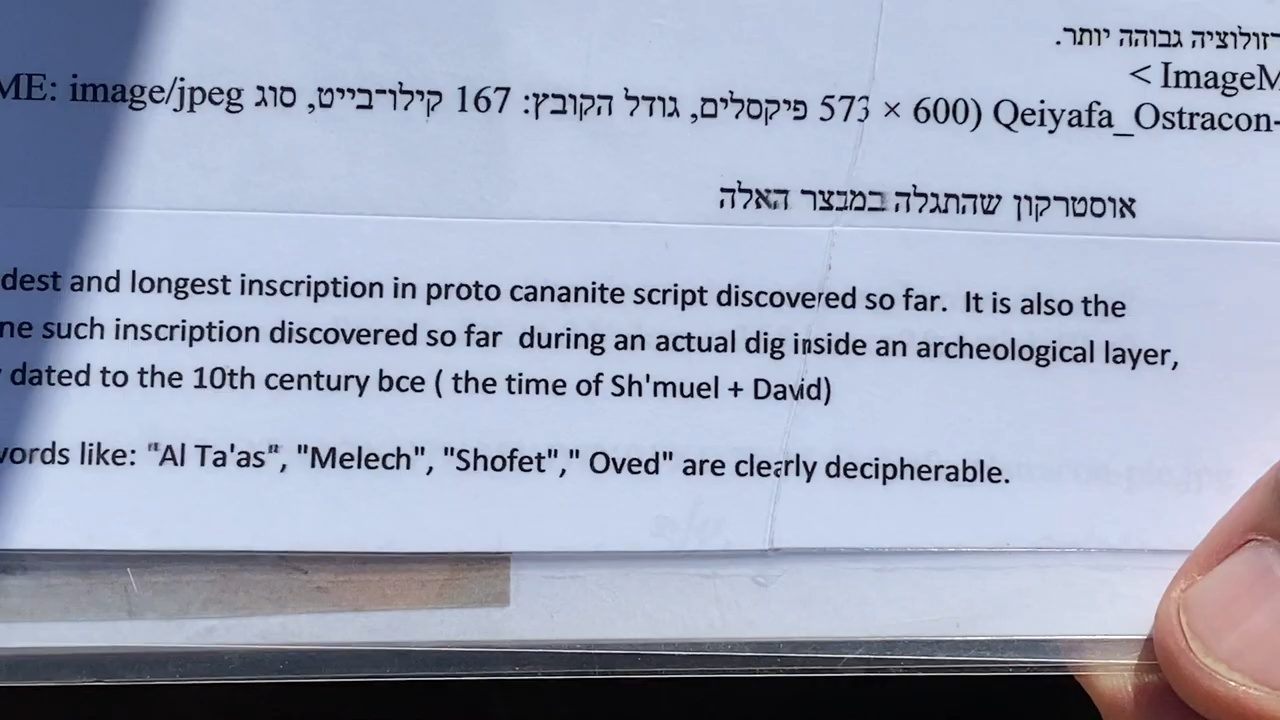 רזולוציה גבוהה יותר.
< ImageM
Qeiyafa_Ostracon- (600 × 573 פיקסלים, גודל הקובץ: 167 קילו־בייט, סוג ME: image/jpeg
אוסטרקון שהתגלה במבצר האלה
dest and longest inscription in proto cananite script discovered so far. It is also the
ne such inscription discovered so far during an actual dig inside an archeological layer,
dated to the 10th century bce ( the time of Sh'muel + David)
words like: "Al Ta'as", "Melech", "Shofet"," Oved" are clearly decipherable.